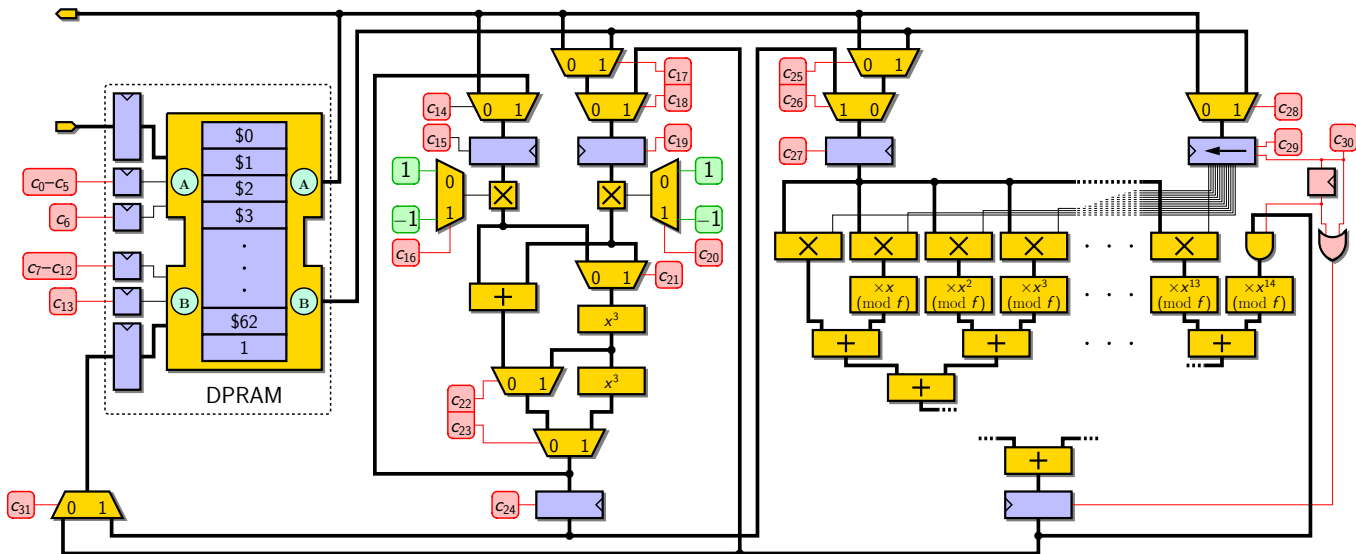 c17
0 1
c25
0 1
c18
c14
0 1
0 1
c26
1 0
0 1
c28
$0
c15
c19
c27
c29
c30
$1
1
0
0
1
c0–c5
A
$2
A
×
×
$3
−1
1
1
−1
c6
c16
c20
×
×
×
×
. . .
×
.
.
.
c7–c12
0 1
c21
×x
(mod f)
×x2
(mod f)
×x3
(mod f)
. . .
×x13
(mod f)
×x14
(mod f)
c13
B
B
+
$62
x3
1
+
+
. . .
+
DPRAM
0 1
x3
+
c22
c23
0 1
+
c31
0 1
c24